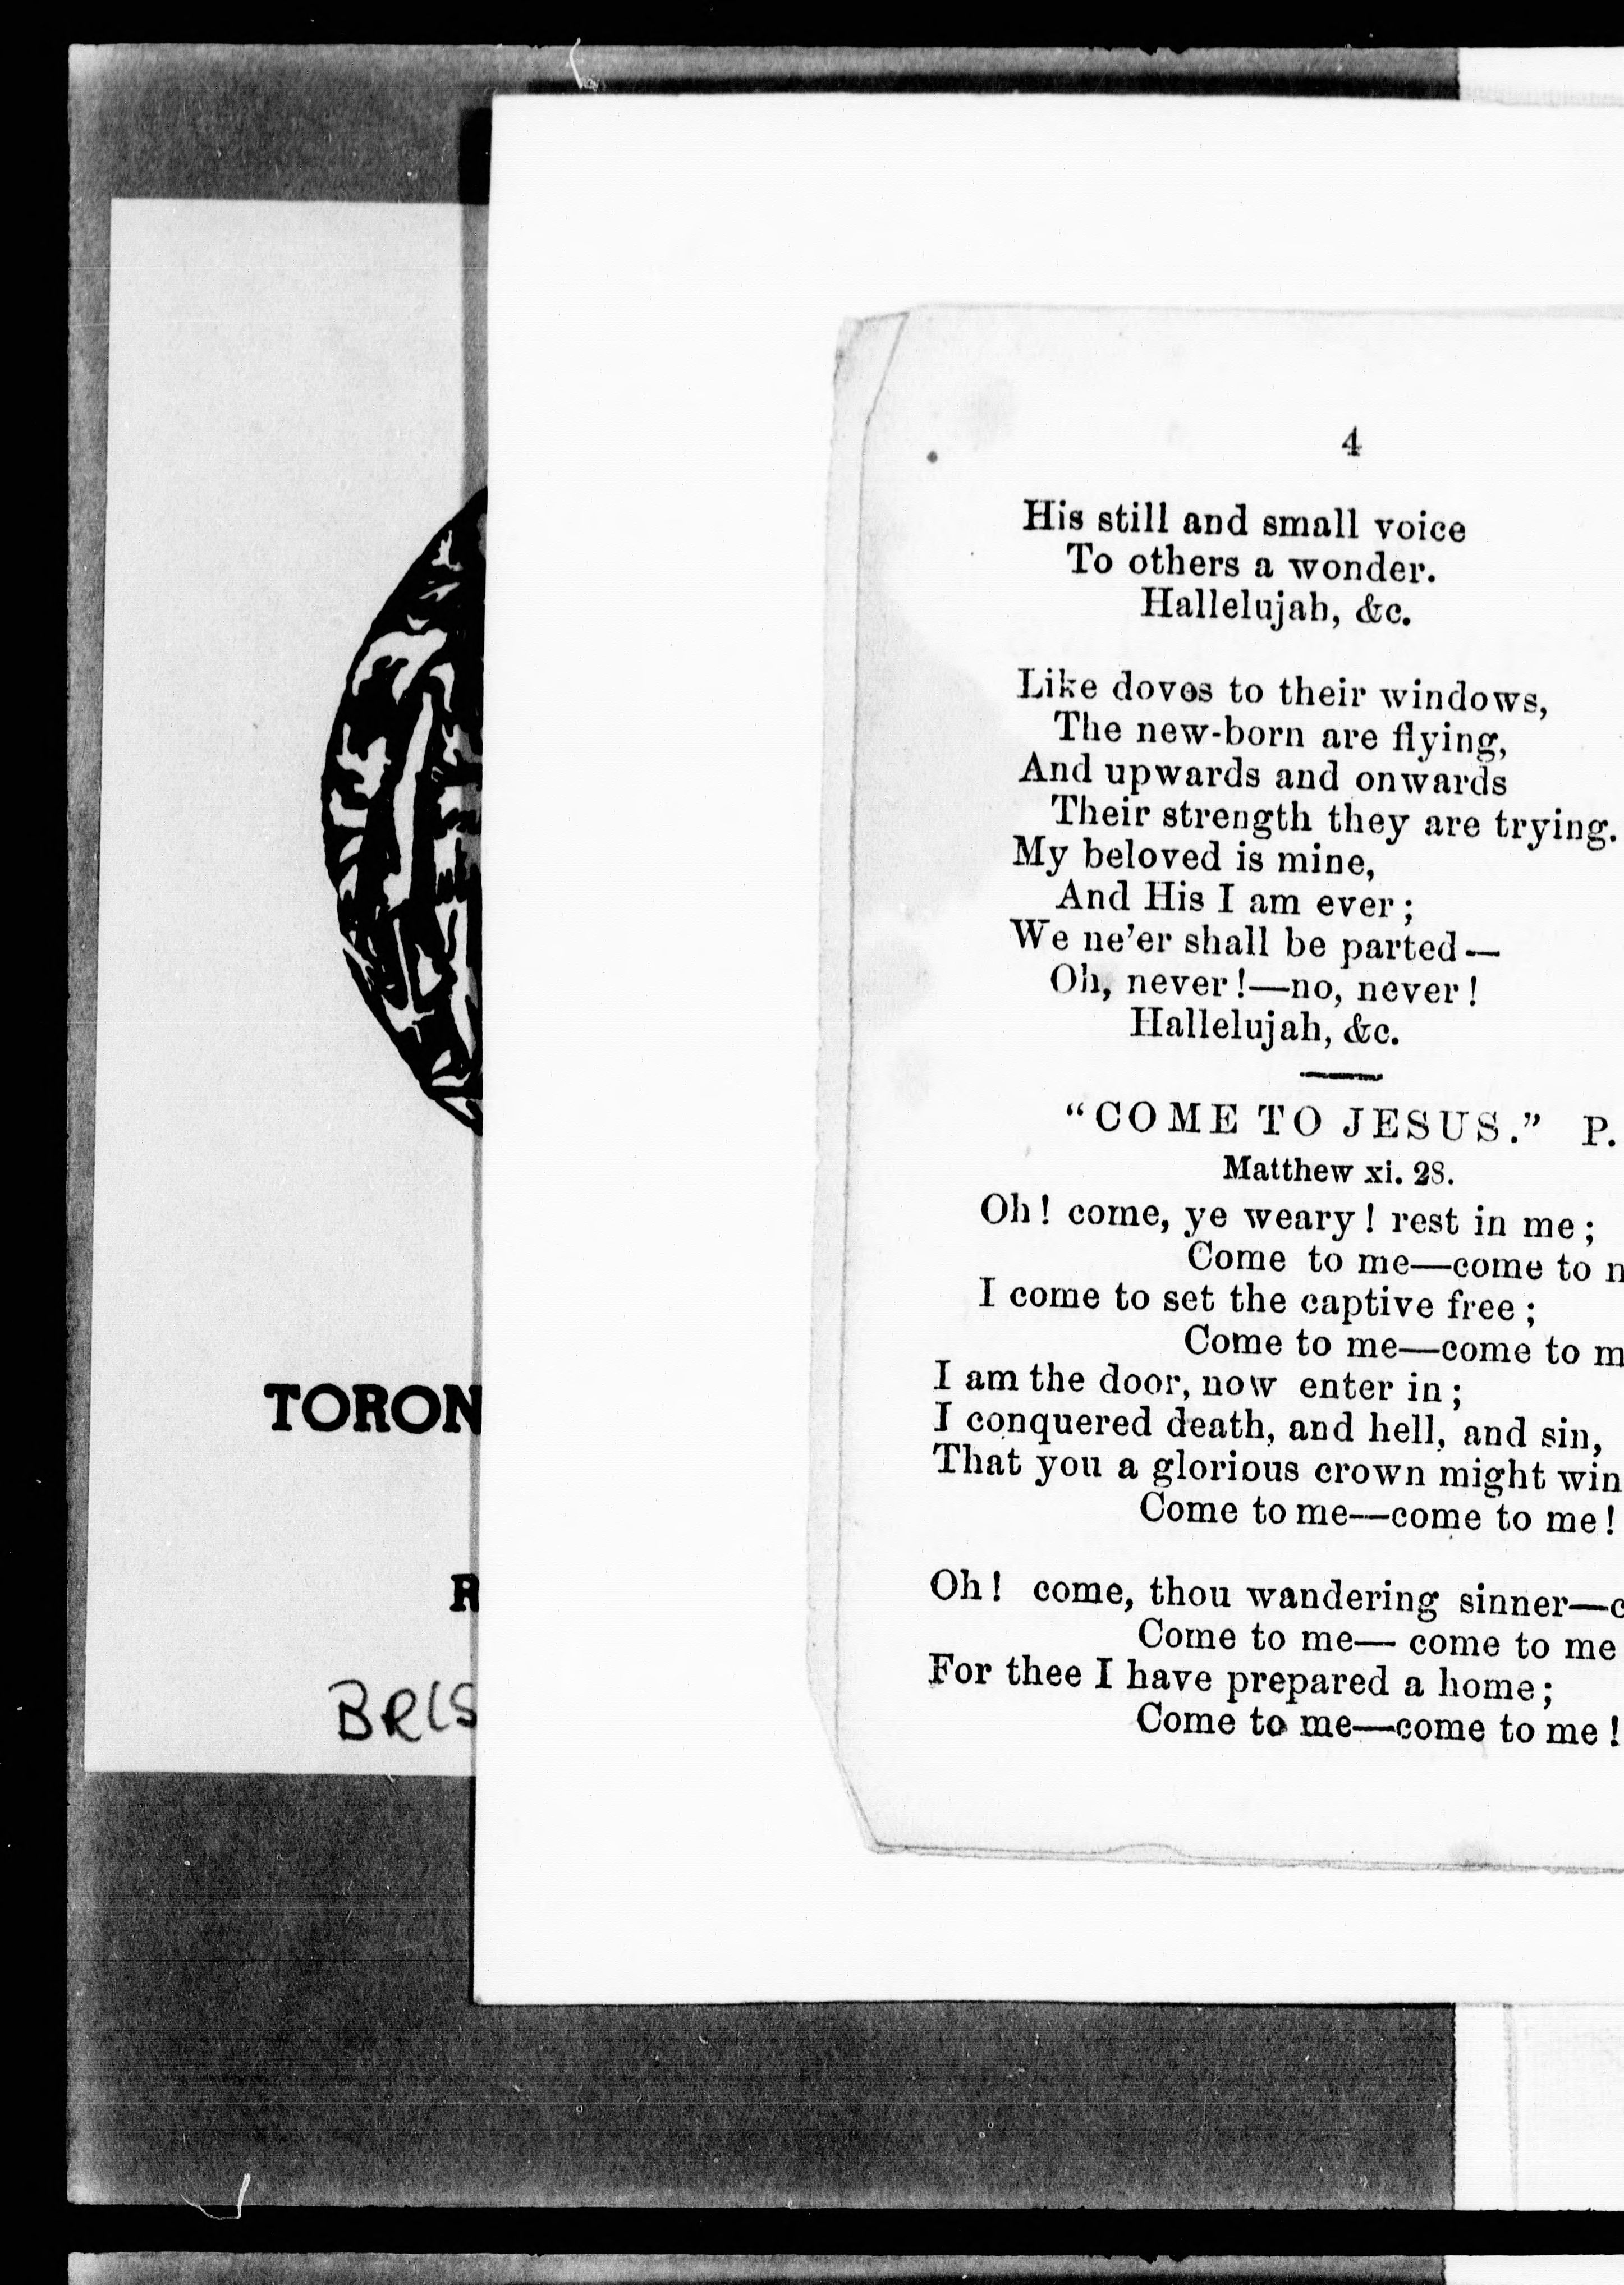 4
His still and small voice
To others a wonder.
Hallelujah, &c.
Like doves to their windows,
The new-born are flying,
And upwards and onwards
Their strength they are trying.
My beloved is mine,
And His I am ever;
We ne'er shall be parted—
Oh, never!—no, never!
Hallelujah, &c.
"COME TO JESUS." P.
Matthew xi. 28.
Oh! come, ye weary! rest in me;
Come to me—come to
I come to set the captive free;
Come to me—come to
I am the door, now enter in;
I conquered death, and hell, and sin,
That you a glorious crown might win
Come to me—come to me!
Oh! come, thou wandering sinner—
Come to me— come to me
For thee I have prepared a home;
Come to me—come to me!
TORON
R
BRIS